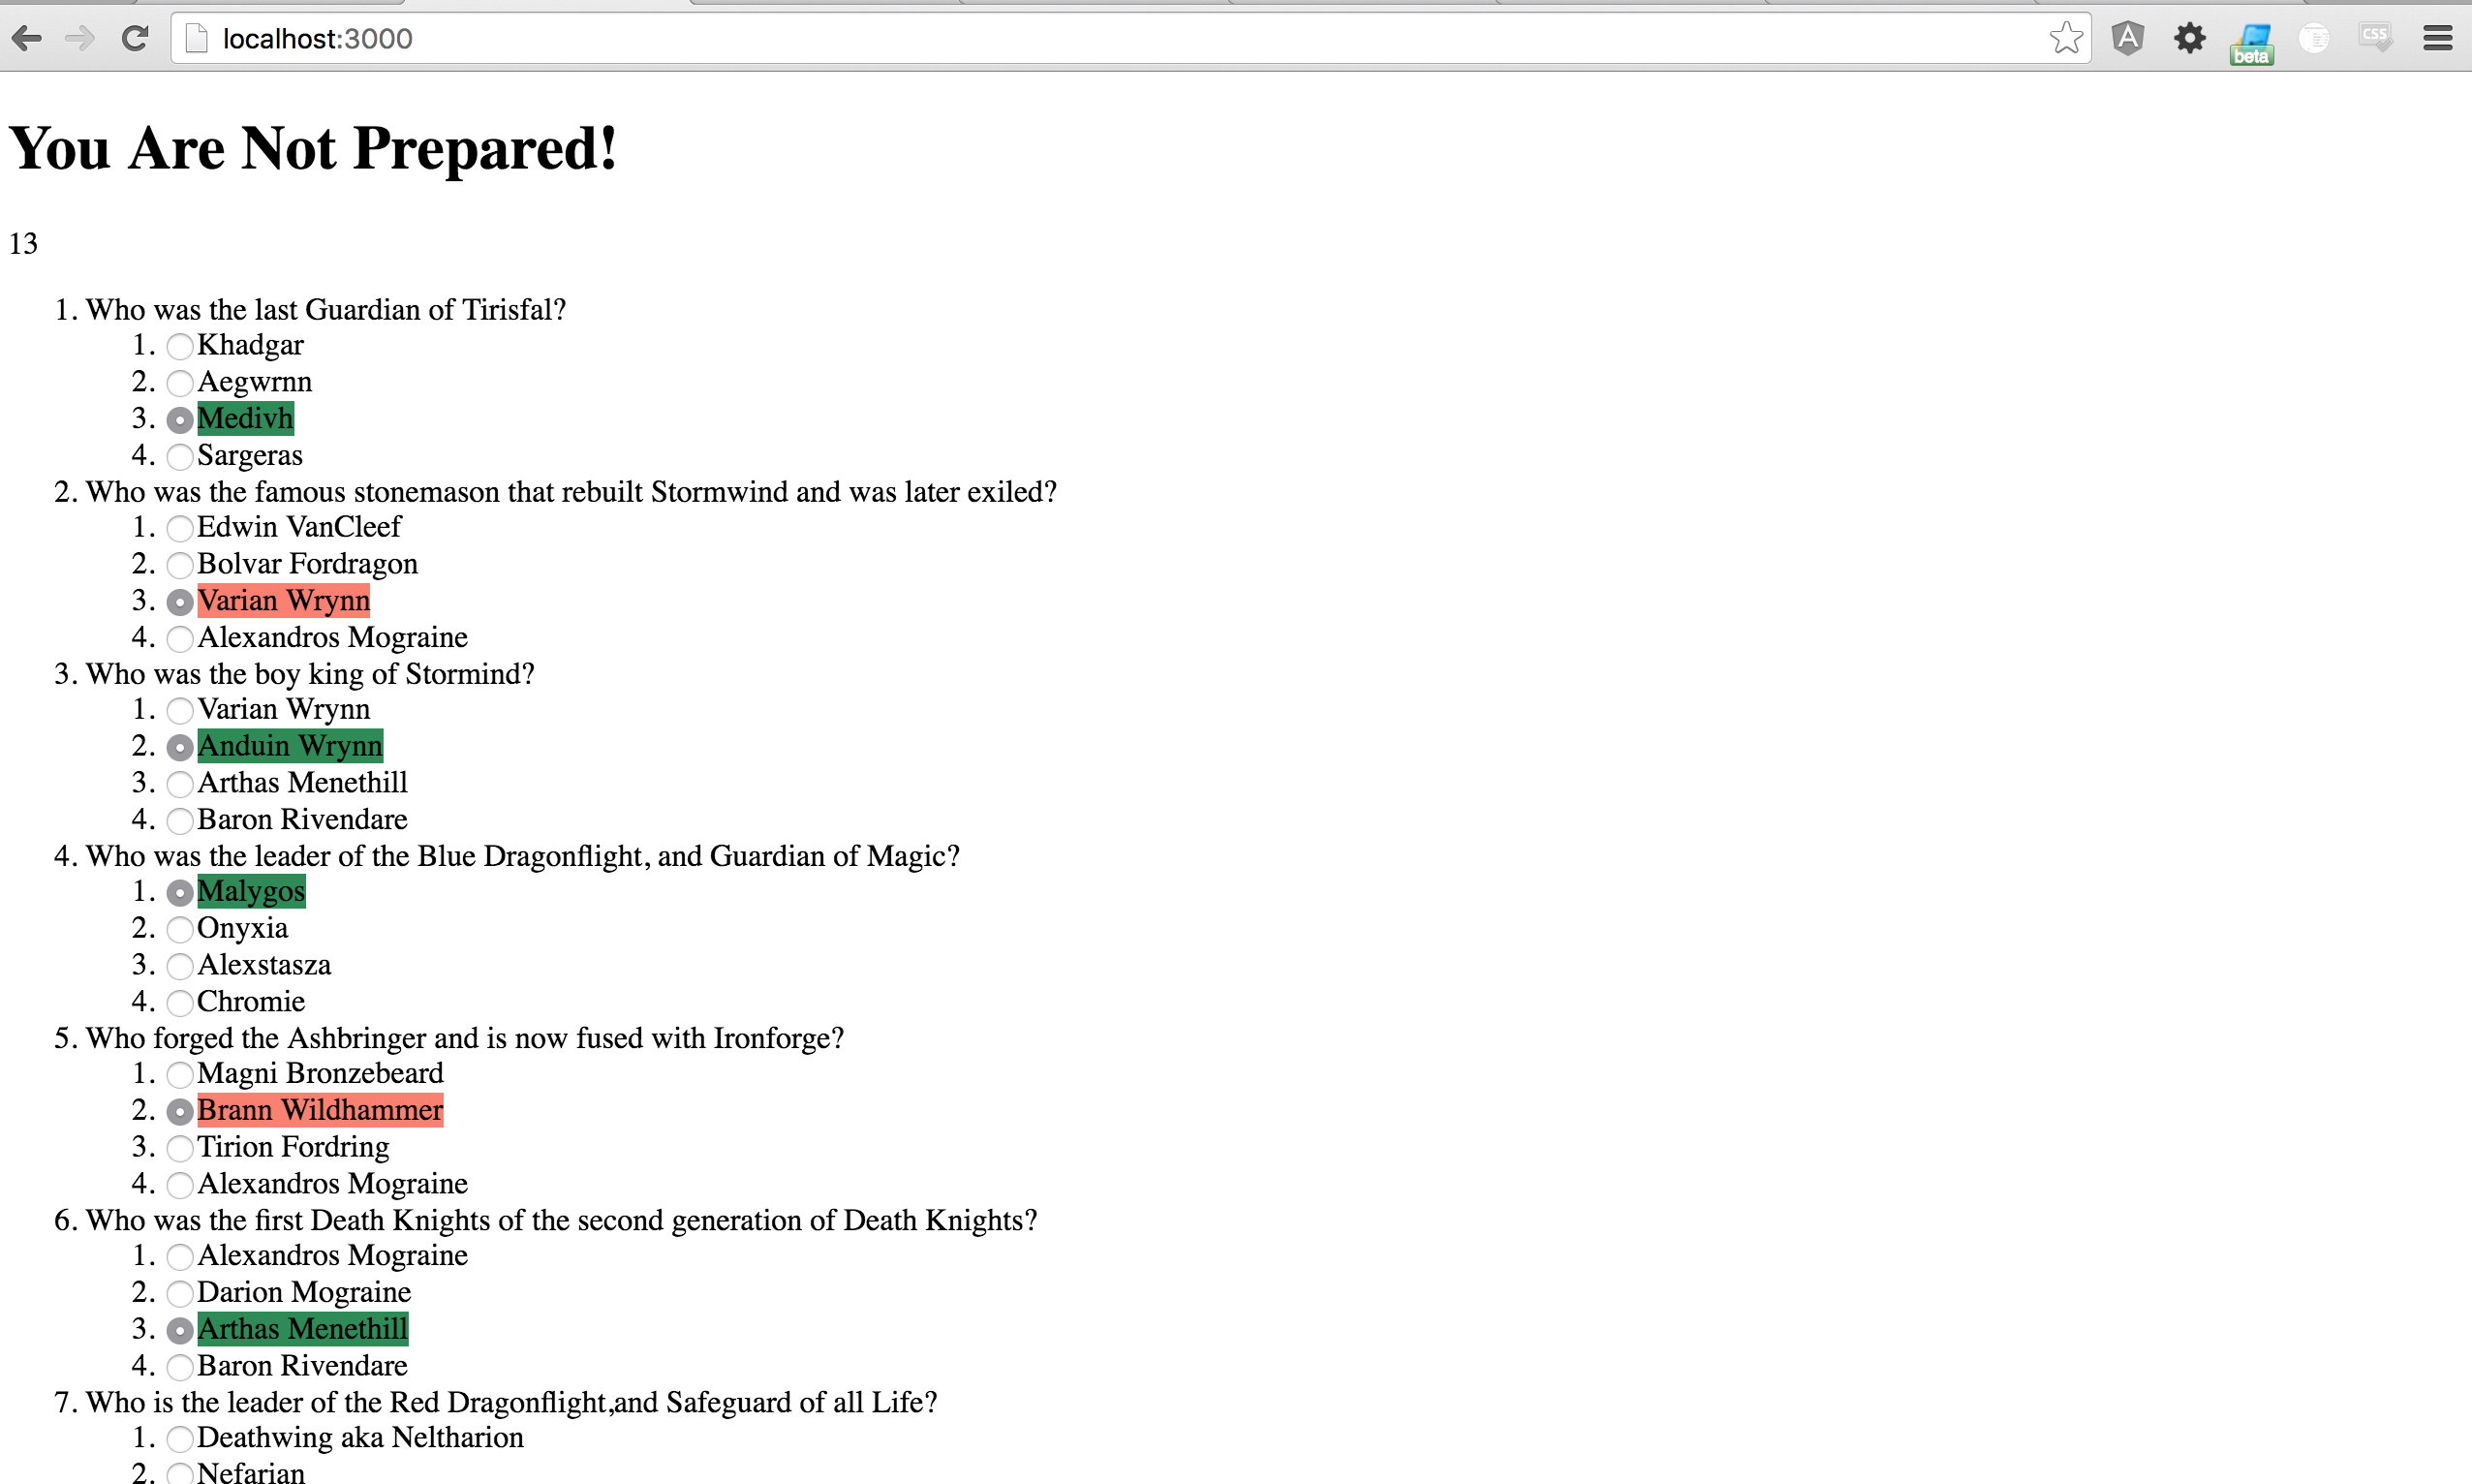 localhost:3000
beta
CSS
You Are Not Prepared!
13
1. Who was the last Guardian of Tirisfal?
1. Khadgar
2. Aegwrnn
3. Medivh
4. Sargeras
2. Who was the famous stonemason that rebuilt Stormwind and was later exiled?
1. Edwin VanCleef
2. Bolvar Fordragon
3. Varian Wrynn
4. Alexandros Mograine
3. Who was the boy king of Stormind?
1. Varian Wrynn
2. Anduin Wrynn
3. Arthas Menethill
4. Baron Rivendare
4. Who was the leader of the Blue Dragonflight, and Guardian of Magic?
1. Malygos
2. Onyxia
3. Alexstasza
4. Chromie
5. Who forged the Ashbringer and is now fused with Ironforge?
1. Magni Bronzebeard
2. Brann Wildhammer
3. Tirion Fordring
4. Alexandros Mograine
6. Who was the first Death Knights of the second generation of Death Knights?
1. Alexandros Mograine
2. Darion Mograine
3. Arthas Menethill
4. Baron Rivendare
7. Who is the leader of the Red Dragonflight,and Safeguard of all Life?
1. Deathwing aka Neltharion
2. Nefarian